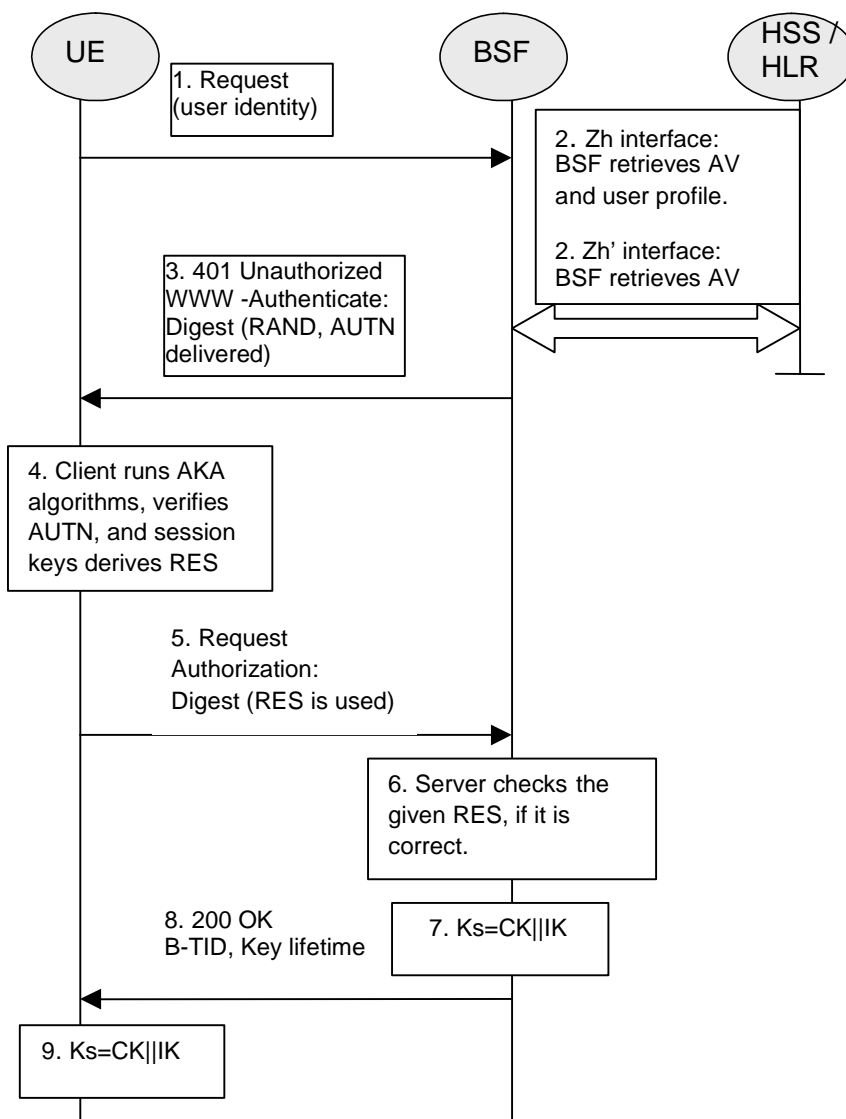 UE
BSF
HSS /
HLR
1. Request
(user identity)
2. Zh interface:
BSF retrieves AV
and user profile.
2. Zh’ interface:
BSF retrieves AV
3. 401 Unauthorized
WWW -Authenticate:
Digest (RAND, AUTN
delivered)
4. Client runs AKA
algorithms, verifies
AUTN, and session
keys derives RES
5. Request
Authorization:
Digest (RES is used)
6. Server checks the
given RES, if it is
correct.
7. Ks=CK||IK
8. 200 OK
B-TID, Key lifetime
9. Ks=CK||IK